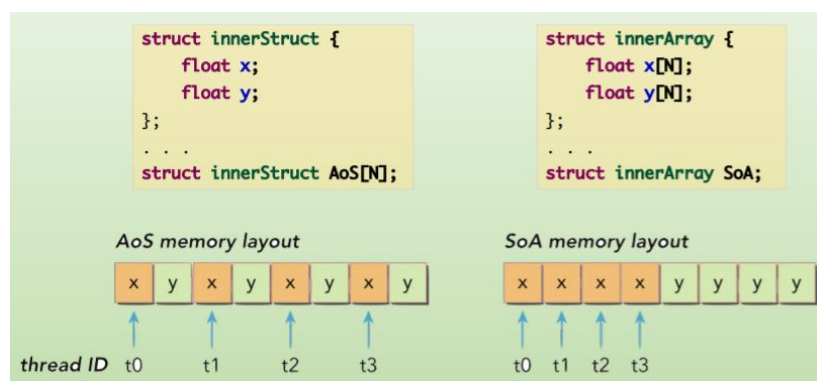 struct innerStruct {
float x;
float y;
};
. . .
struct innerStruct AoS[N];
struct innerArray {
float x[N];
float y[N];
};
. . .
struct innerArray SoA;
AoS memory layout
x y x y x y x y
thread ID t0 t1 t2 t3
SoA memory layout
x x x x y y y y
t0 t1 t2 t3